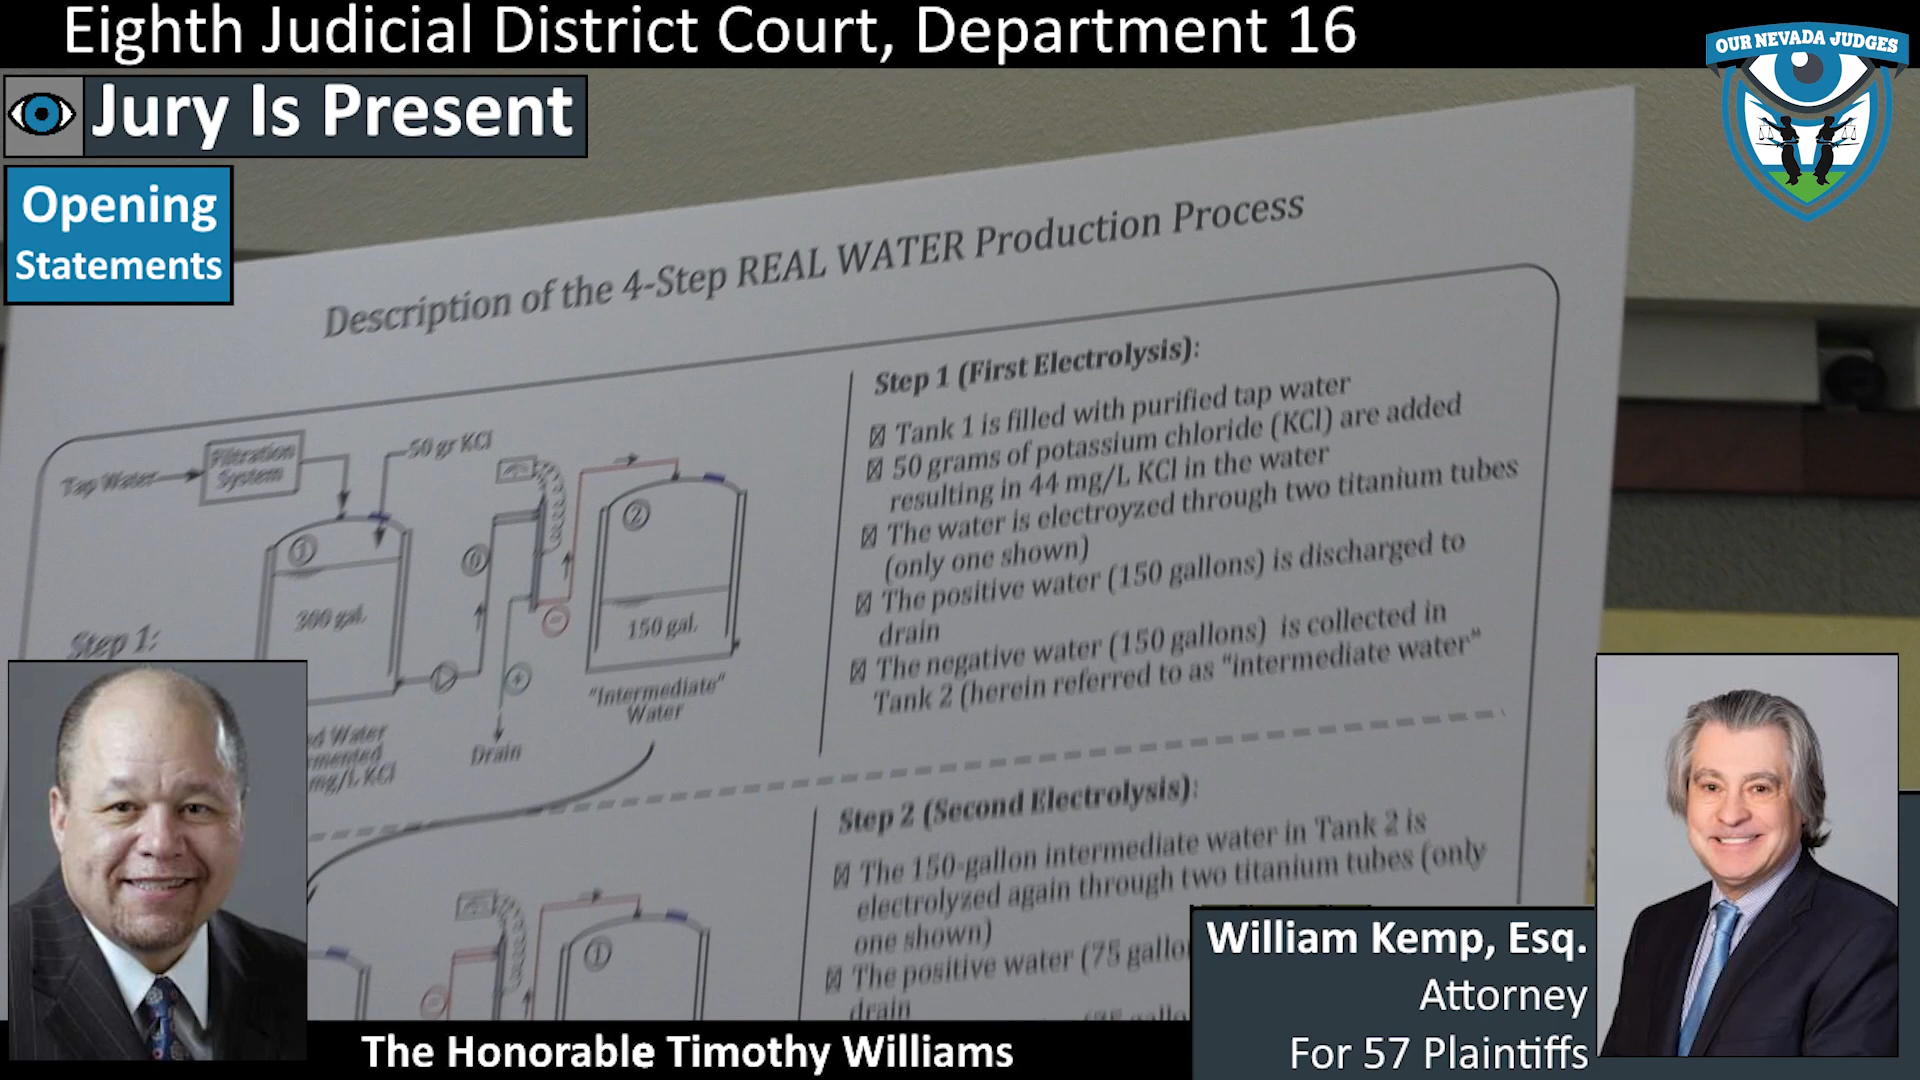 Eighth Judicial District Court, Department 16
OUR NEVADA JUDGES
Jury Is Present
Opening
Statements
Description of the 4-Step REAL WATER Production Process
Tap Water
Filtration
System
50 gr KCl
1
2
300 gal.
150 gal.
Step 1:
"Intermediate"
Water
Drain
Water
mg/L KCl
Step 1 (First Electrolysis):
Tank 1 is filled with purified tap water
50 grams of potassium chloride (KCl) are added
resulting in 44 mg/L KCl in the water
The water is electroyzed through two titanium tubes
(only one shown)
The positive water (150 gallons) is discharged to
drain
The negative water (150 gallons) is collected in
Tank 2 (herein referred to as “intermediate water”
Step 2 (Second Electrolysis):
The 150-gallon intermediate water in Tank 2 is
electrolyzed again through two titanium tubes (only
one shown)
The positive water (75
drain
1
William Kemp, Esq.
Attorney
For 57 Plaintiffs
The Honorable Timothy Williams